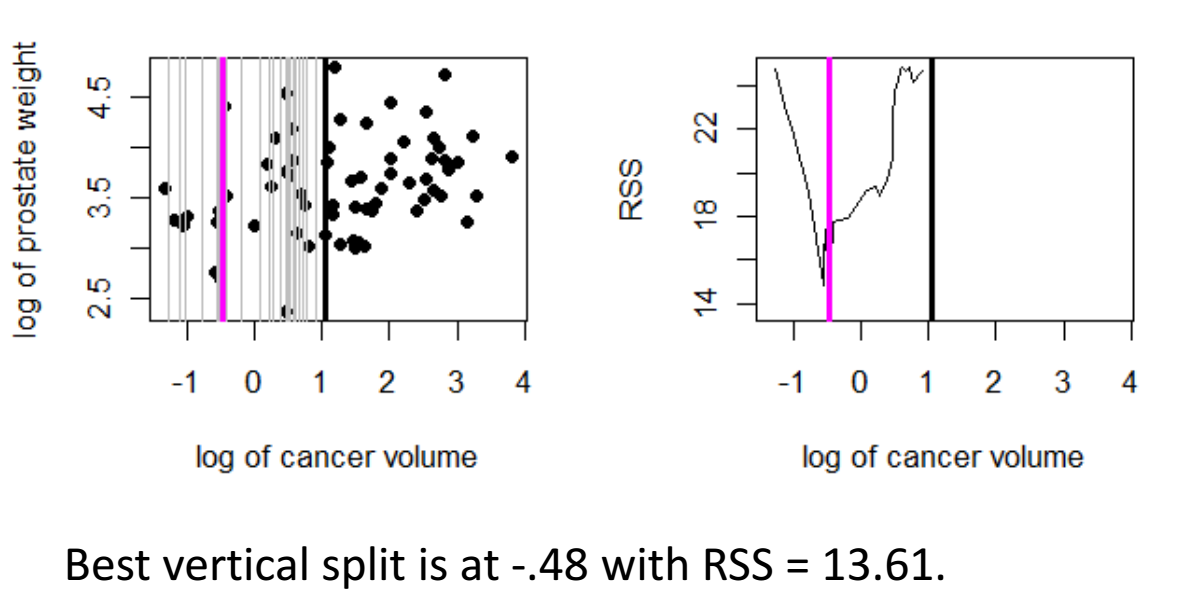 log of prostate weight
4.5
3.5
2.5
-1 0 1 2 3 4
log of cancer volume
RSS
22
18
14
-1 0 1 2 3 4
log of cancer volume
Best vertical split is at -.48 with RSS = 13.61.